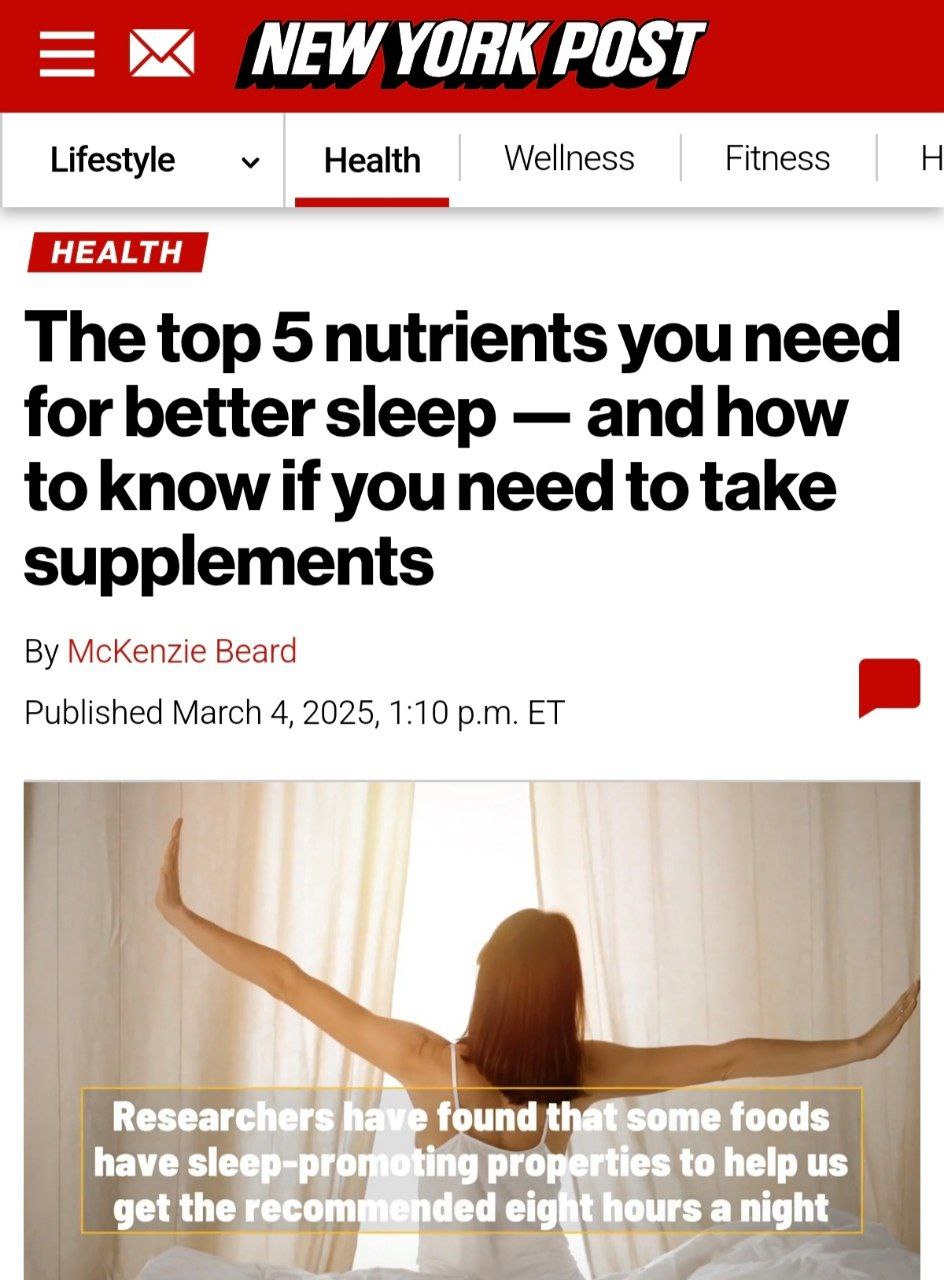 NEW YORK POST
Lifestyle
Health
Wellness
Fitness
H
HEALTH
The top 5 nutrients you need
for better sleep — and how
to know if you need to take
supplements
By McKenzie Beard
Published March 4, 2025, 1:10 p.m. ET
Researchers have found that some foods
have sleep-promoting properties to help us
get the recommended eight hours a night